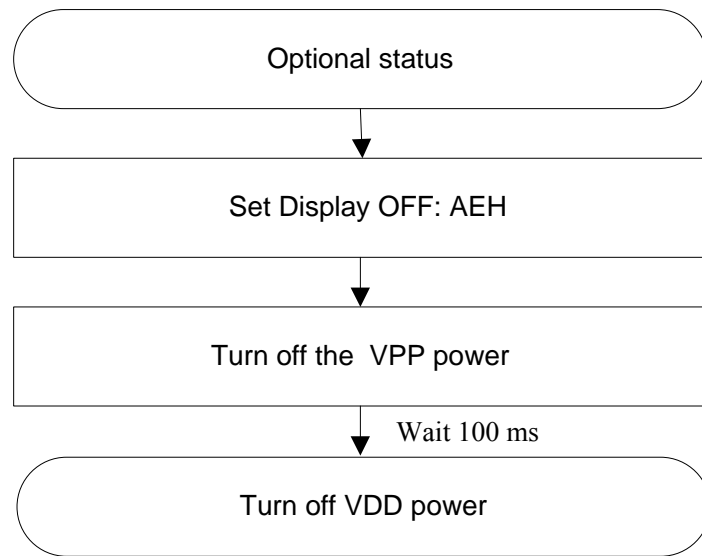 Optional status
Set Display OFF: AEH
Turn off the VPP power
Wait 100 ms
Turn off VDD power